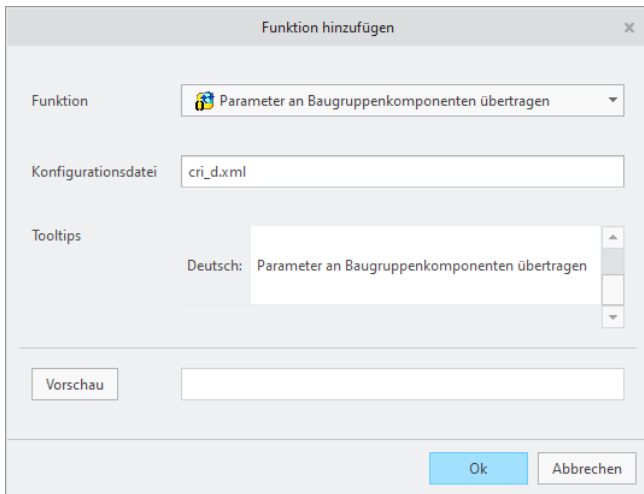 Funktion hinzufügen
Funktion
Parameter an Baugruppenkomponenten übertragen
Konfigurationsdatei
cri_d.xml
Tooltips
Deutsch: Parameter an Baugruppenkomponenten übertragen
Vorschau
Ok Abbrechen